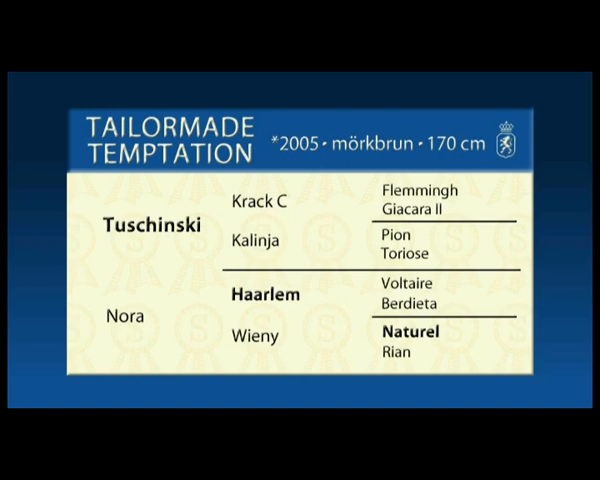 TAILORMADE
TEMPTATION
*2005 • mörkbrun • 170 cm
Tuschinski
Krack C
Flemmingh
Giacara II
Kalinja
Pion
Toriose
Nora
Haarlem
Voltaire
Berdieta
Wieny
Naturel
Rian